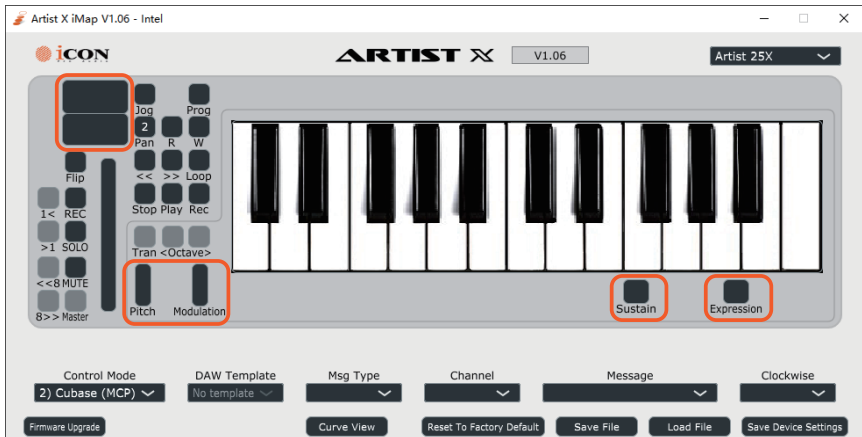 Artist X iMap V1.06 - Intel
iCON
ARTIST X
V1.06
Artist 25X
Jog Prog
2
Pan R W
Flip
<< >> Loop
1< REC
Stop Play Rec
>1 SOLO
Tran <Octave>
<<8 MUTE
8>> Master
Pitch Modulation
Sustain Expression
Control Mode DAW Template Msg Type Channel Message Clockwise
2) Cubase (MCP) No template
Firmware Upgrade Curve View Reset To Factory Default Save File Load File Save Device Settings